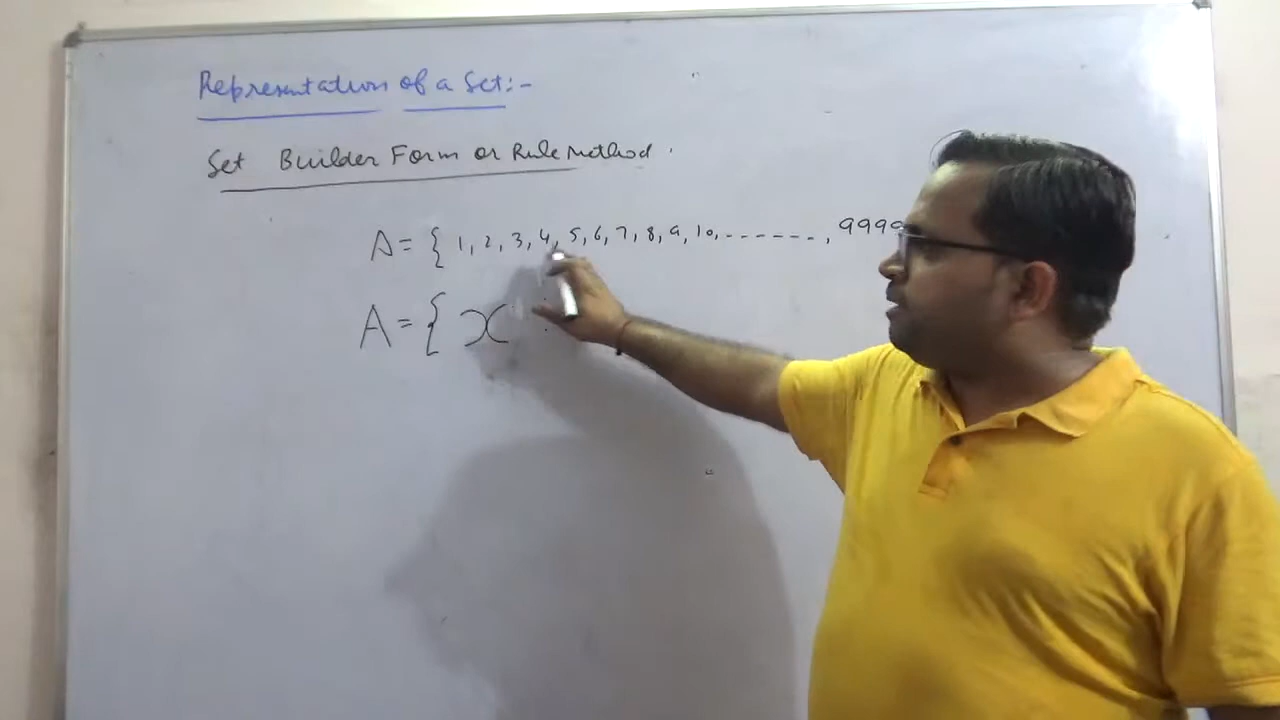 Representation of a Set:-
Set Builder Form or Rule Method.
A = { 1, 2, 3, 4, 5, 6, 7, 8, 9, 10, ------- , 9999
A = { x :